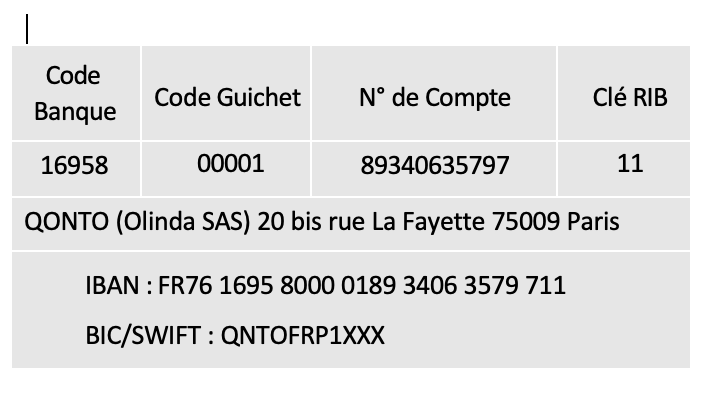 Code Banque
Code Guichet
N° de Compte
Clé RIB
16958
00001
89340635797
11
QONTO (Olinda SAS) 20 bis rue La Fayette 75009 Paris
IBAN : FR76 1695 8000 0189 3406 3579 711
BIC/SWIFT : QNTOFRP1XXX